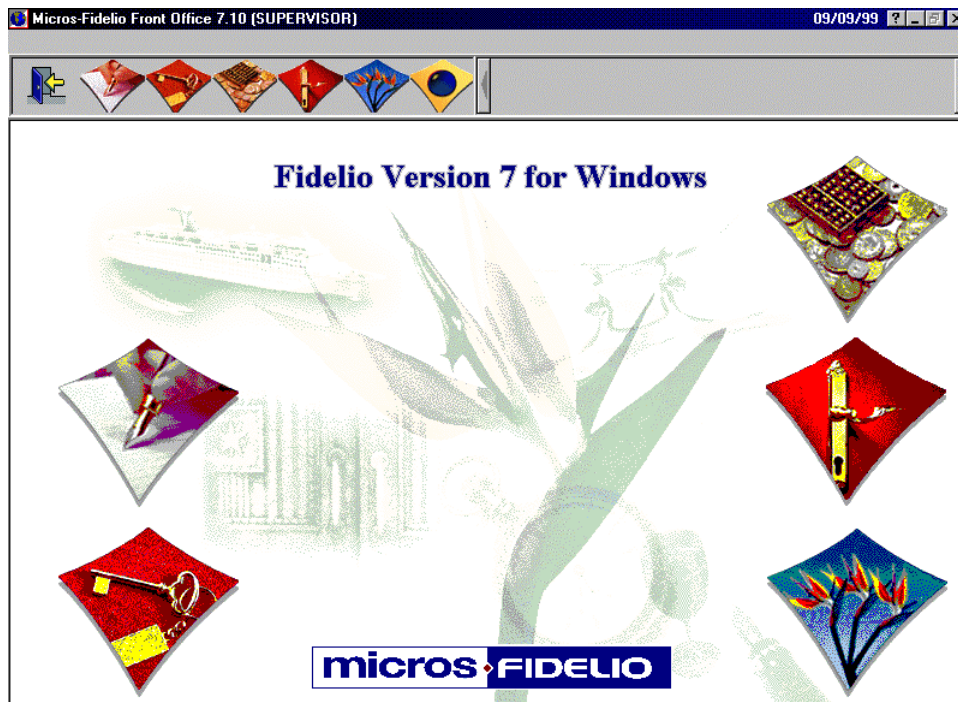 Micros-Fidelio Front Office 7.10 (SUPERVISOR) 09/09/99 ?
Fidelio Version 7 for Windows
micros FIDELIO